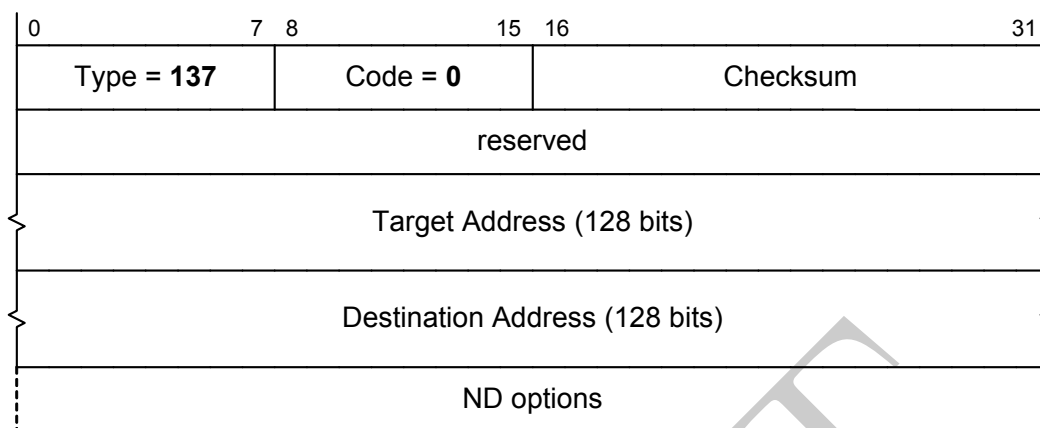 0 7 8 15 16 31
Type = 137 Code = 0 Checksum
reserved
Target Address (128 bits)
Destination Address (128 bits)
ND options
T